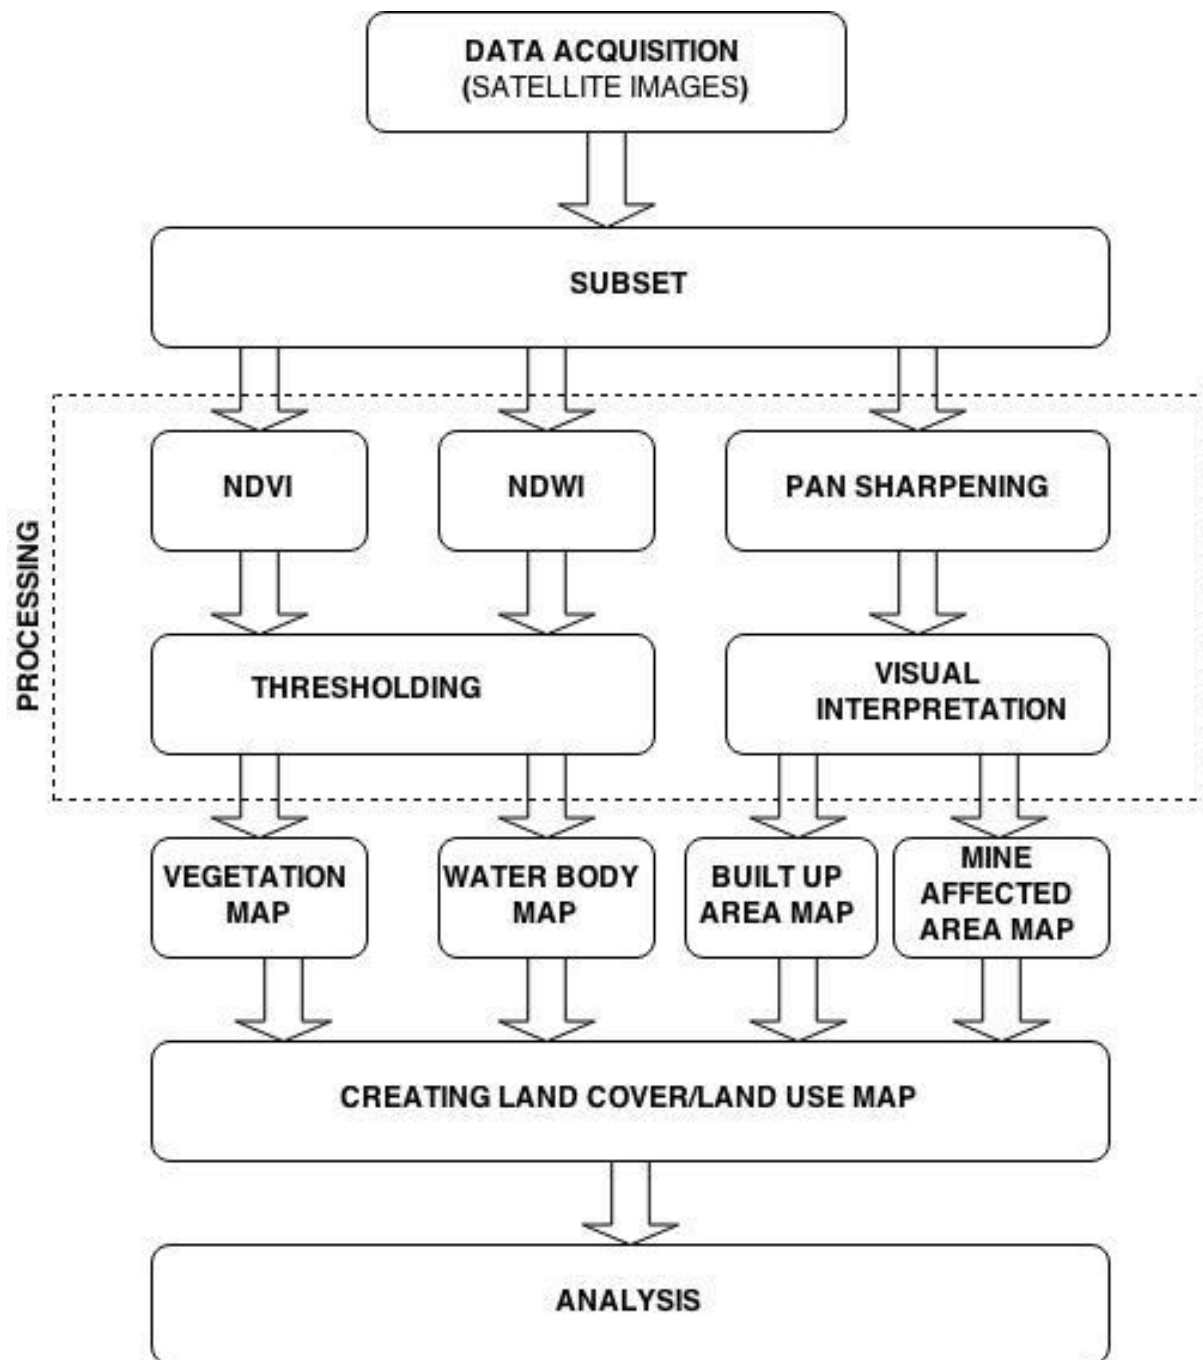 DATA ACQUISITION
(SATELLITE IMAGES)
SUBSET
PROCESSING
NDVI
NDWI
PAN SHARPENING
THRESHOLDING
VISUAL
INTERPRETATION
VEGETATION
MAP
WATER BODY
MAP
BUILT UP
AREA MAP
MINE
AFFECTED
AREA MAP
CREATING LAND COVER/LAND USE MAP
ANALYSIS